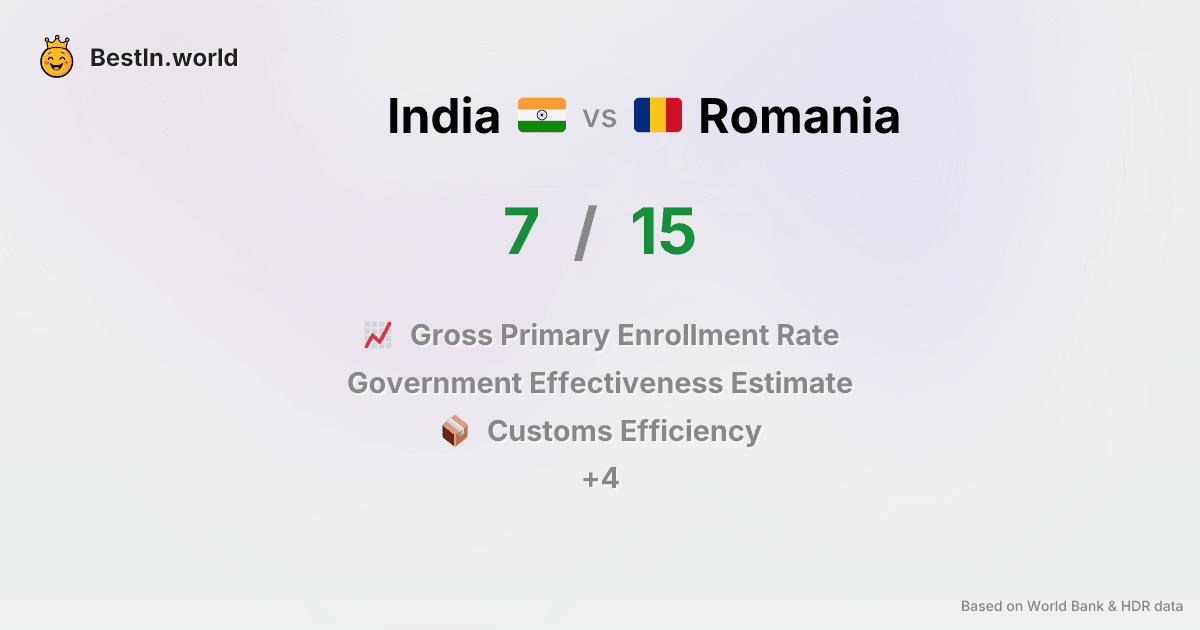 BestIn.world
India vs Romania
7 / 15
Gross Primary Enrollment Rate
Government Effectiveness Estimate
Customs Efficiency
+4
Based on World Bank & HDR data